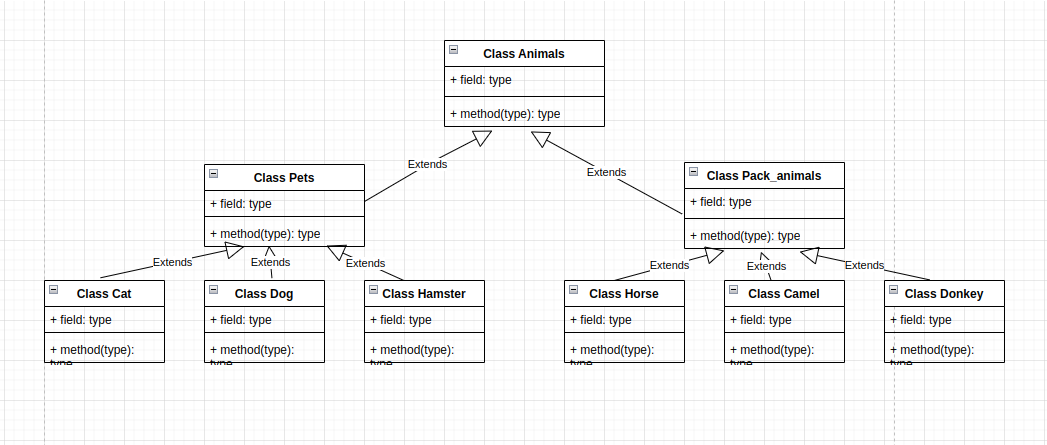 Class Animals
+ field: type
+ method(type): type
Extends
Extends
Class Pets
+ field: type
+ method(type): type
Class Pack_animals
+ field: type
+ method(type): type
Extends
Extends
Extends
Extends
Extends
Extends
Class Cat
+ field: type
+ method(type):
type
Class Dog
+ field: type
+ method(type):
type
Class Hamster
+ field: type
+ method(type):
Class Horse
+ field: type
+ method(type):
type
Class Camel
+ field: type
+ method(type):
type
Class Donkey
+ field: type
+ method(type):
type